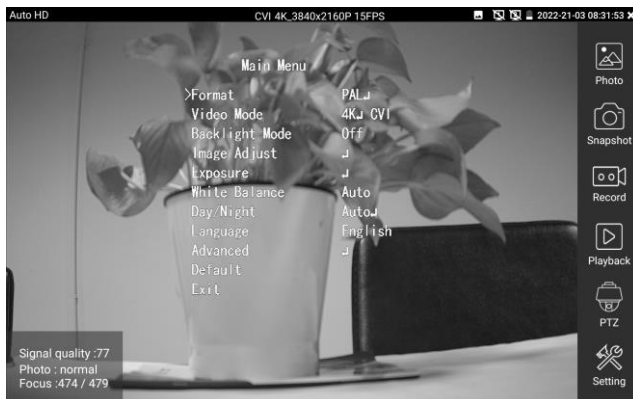 Auto HD
CVI 4K_3840x2160P 15FPS
2022-21-03 08:31:53
Main Menu
>Format PAL↵
Video Mode 4K↵ CVI
Backlight Mode Off
Image Adjust ↵
Exposure ↵
White Balance Auto
Day/Night Auto↵
Language English
Advanced ↵
Default
Exit
Signal quality :77
Photo : normal
Focus :474 / 479
Photo
Snapshot
Record
Playback
PTZ
Setting